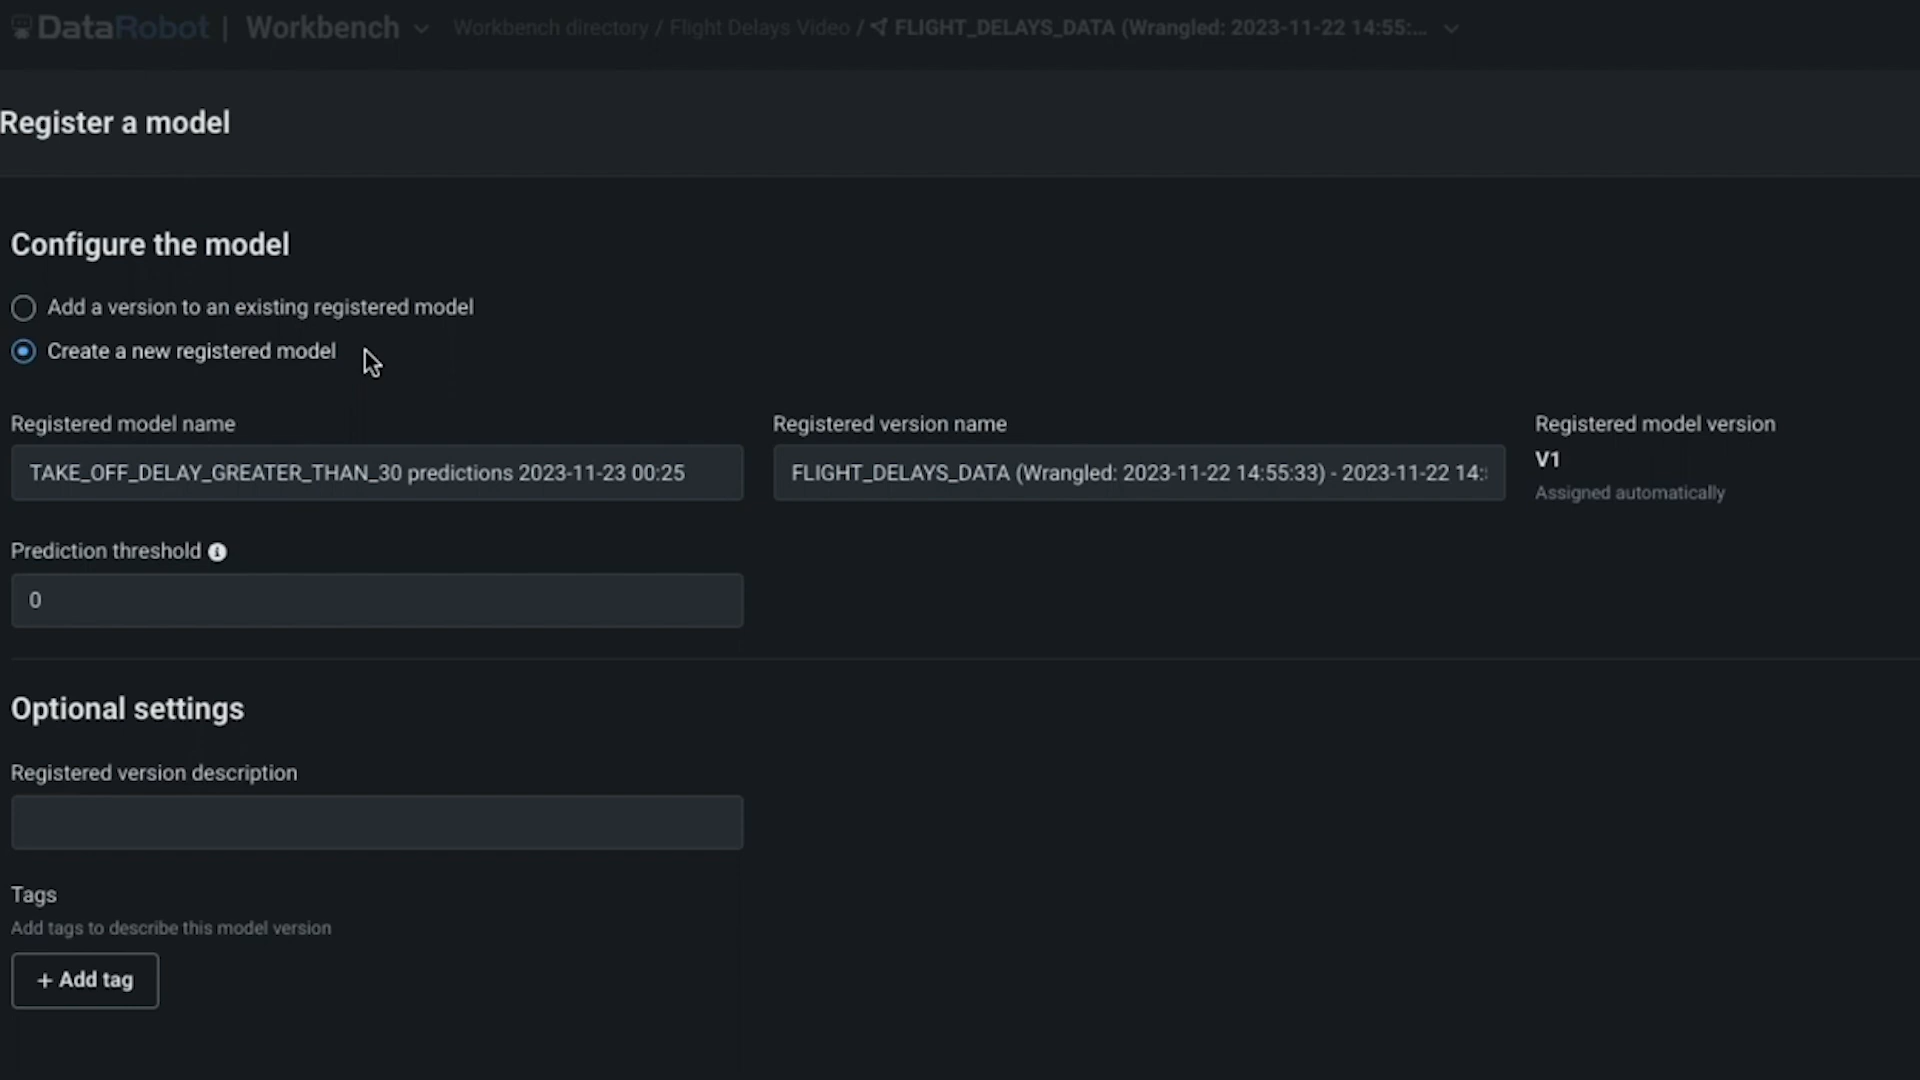 DataRobot | Workbench Workbench directory / Flight Delays Video / FLIGHT_DELAYS_DATA (Wrangled: 2023-11-22 14:55:...
Register a model
Configure the model
Add a version to an existing registered model
Create a new registered model
Registered model name Registered version name Registered model version
TAKE_OFF_DELAY_GREATER_THAN_30 predictions 2023-11-23 00:25 FLIGHT_DELAYS_DATA (Wrangled: 2023-11-22 14:55:33) - 2023-11-22 14: V1
Assigned automatically
Prediction threshold
0
Optional settings
Registered version description
Tags
Add tags to describe this model version
+ Add tag